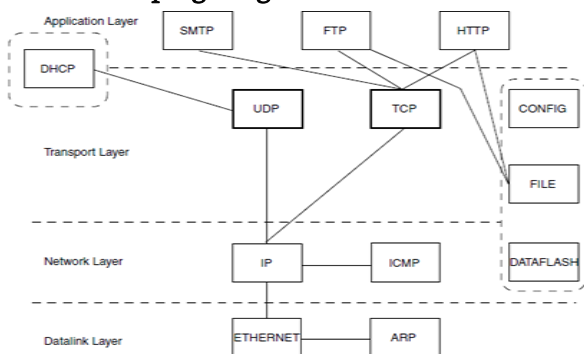 Application Layer
SMTP
FTP
HTTP
DHCP
UDP
TCP
CONFIG
Transport Layer
FILE
Network Layer
IP
ICMP
DATAFLASH
Datalink Layer
ETHERNET
ARP